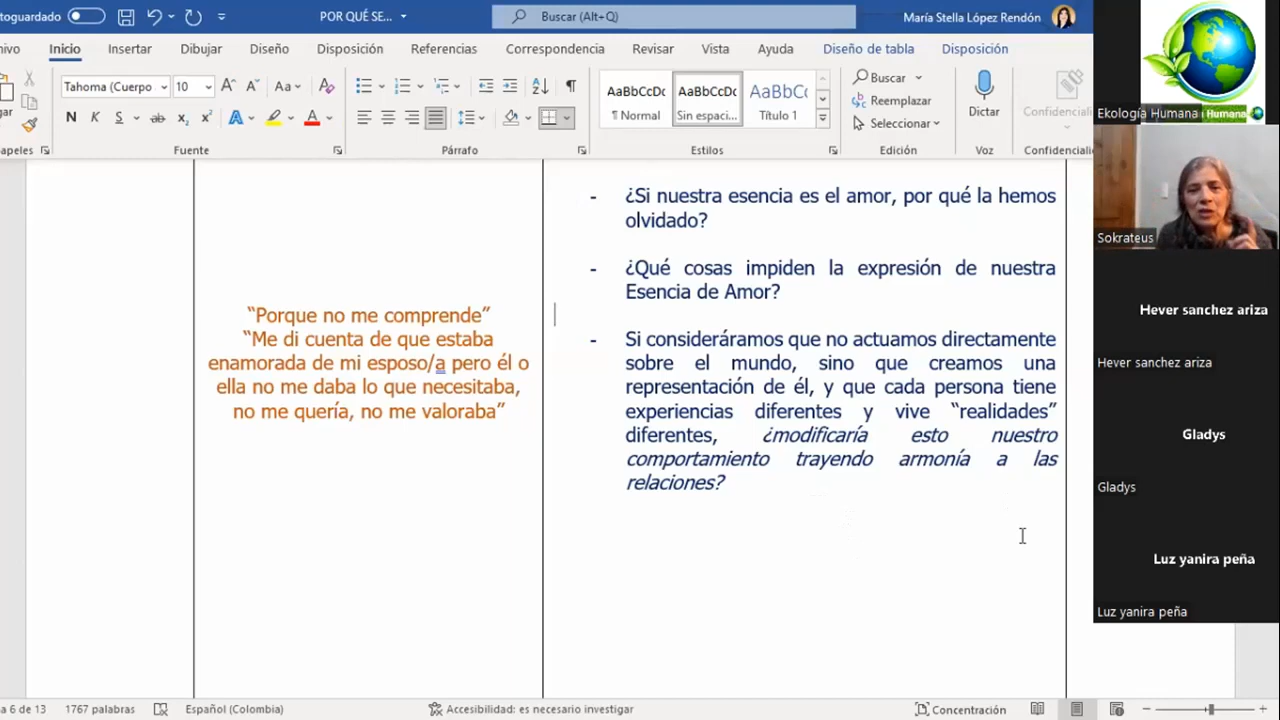 toguardado
POR QUÉ SE...
Buscar (Alt+Q)
María Stella López Rendón
Inicio
Insertar
Dibujar
Diseño
Disposición
Referencias
Correspondencia
Revisar
Vista
Ayuda
Diseño de tabla
Disposición
Tahoma (Cuerpo
10
Aa
N K S ab x₂ x²
Fuente
Párrafo
AaBbCcDc
¶ Normal
AaBbCcDc
Sin espaci...
AaBbCc
Título 1
Estilos
Buscar
Reemplazar
Seleccionar
Edición
Dictar
Voz
Confidencialic
Confidenciali
Ekología Humana
Humana
Sokrateus
Hever sanchez ariza
Hever sanchez ariza
Gladys
Gladys
Luz yanira peña
Luz yanira peña
“Porque no me comprende”
“Me di cuenta de que estaba
enamorada de mi esposo/a pero él o
ella no me daba lo que necesitaba,
no me quería, no me valoraba”
- ¿Si nuestra esencia es el amor, por qué la hemos
olvidado?
- ¿Qué cosas impiden la expresión de nuestra
Esencia de Amor?
- Si consideráramos que no actuamos directamente
sobre el mundo, sino que creamos una
representación de él, y que cada persona tiene
experiencias diferentes y vive “realidades”
diferentes, ¿modificaría esto nuestro
comportamiento trayendo armonía a las
relaciones?
a 6 de 13
1767 palabras
Español (Colombia)
Accesibilidad: es necesario investigar
Concentración